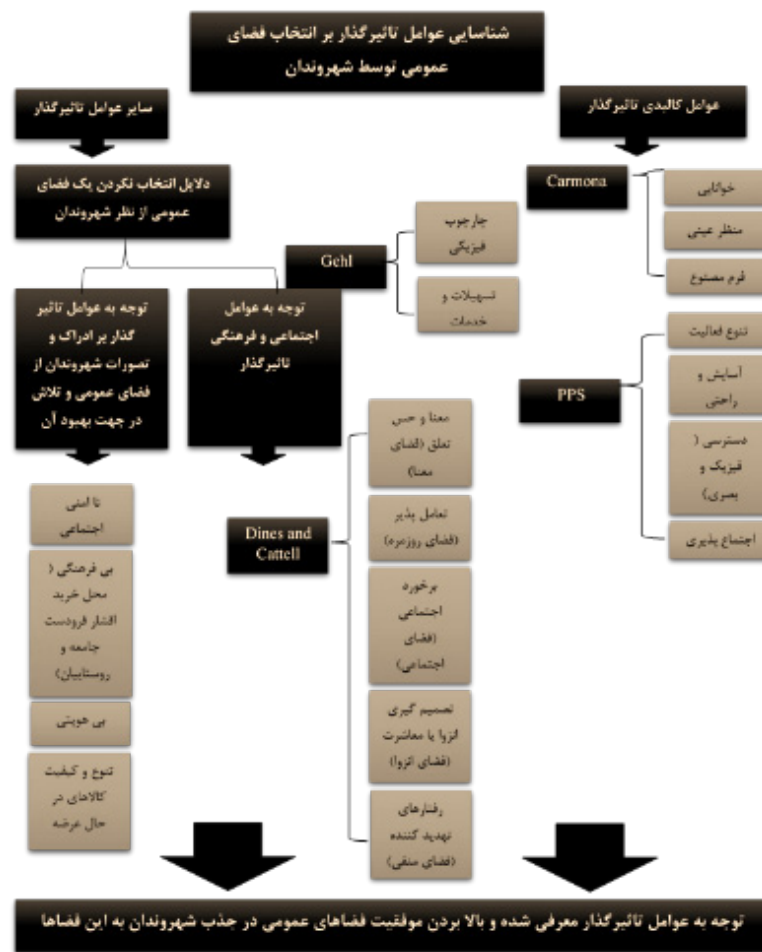 شناسایی عوامل تاثیرگذار بر انتخاب فضای
عمومی توسط شهروندان
عوامل کالبدی تاثیرگذار
Carmona
خوانایی
منظر عینی
فرم مصنوع
PPS
تنوع فعالیت
آسایش و
راحتی
دسترسی (
فیزیک و
بصری)
اجتماع پذیری
Gehl
چارچوب
فیزیکی
تسهیلات و
خدمات
سایر عوامل تاثیرگذار
دلایل انتخاب نکردن یک فضای
عمومی از نظر شهروندان
توجه به عوامل
اجتماعی و فرهنگی
تاثیرگذار
Dines and
Cattell
معنا و حس
تعلق (فضای
معنا)
تعامل پذیر
(فضای روزمره)
برخورد
اجتماعی
(فضای
اجتماعی)
تصمیم گیری
انزوا یا معاشرت
(فضای انزوا)
رفتارهای
تهدید کننده
(فضای منفی)
توجه به عوامل تاثیر
گذار بر ادراک و
تصورات شهروندان از
فضای عمومی و تلاش
در جهت بهبود آن
نا امنی
اجتماعی
بی فرهنگی (
محل خرید
اقشار فرودست
جامعه و
روستاییان)
بی هویتی
تنوع و کیفیت
کالاهای در
حال عرضه
توجه به عوامل تاثیرگذار معرفی شده و بالا بردن موفقیت فضاهای عمومی در جذب شهروندان به این فضاها